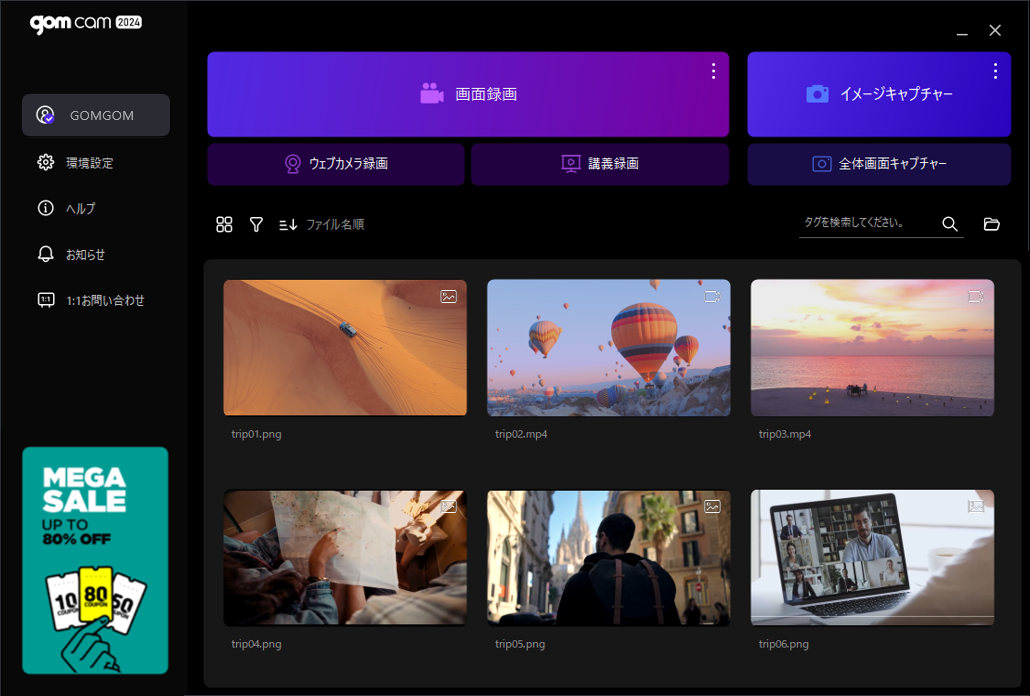 gom cam 2024
GOMGOM
環境設定
ヘルプ
お知らせ
1:1
1:1お問い合わせ
MEGA
SALE
UP TO
80% OFF
10
COUPON
80
COUPON
50
COUPON
画面録画
イメージキャプチャー
ウェブカメラ録画
講義録画
全体画面キャプチャー
ファイル名順
タグを検索してください。
trip01.png
trip02.mp4
trip03.mp4
trip04.png
trip05.png
trip06.png